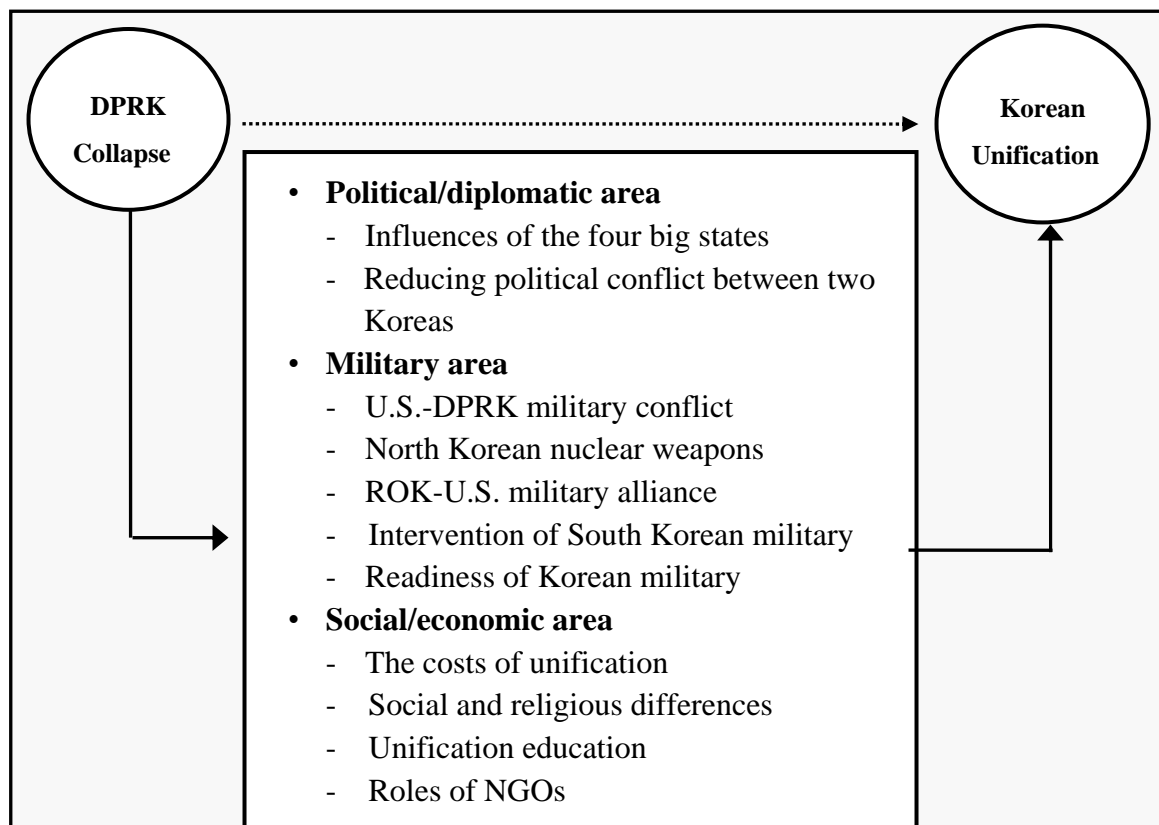 DPRK
Collapse
Korean
Unification
• Political/diplomatic area
- Influences of the four big states
- Reducing political conflict between two
Koreas
• Military area
- U.S.-DPRK military conflict
- North Korean nuclear weapons
- ROK-U.S. military alliance
- Intervention of South Korean military
- Readiness of Korean military
• Social/economic area
- The costs of unification
- Social and religious differences
- Unification education
- Roles of NGOs